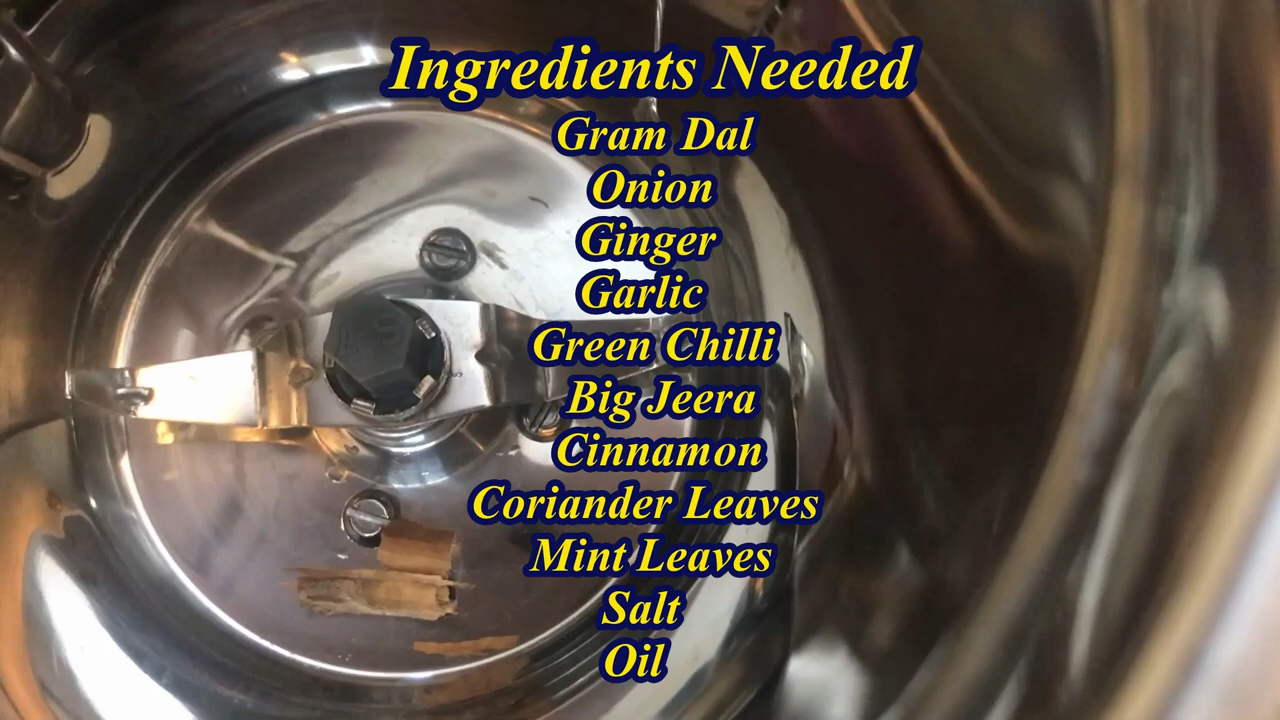 Ingredients Needed
Gram Dal
Onion
Ginger
Garlic
Green Chilli
Big Jeera
Cinnamon
Coriander Leaves
Mint Leaves
Salt
Oil